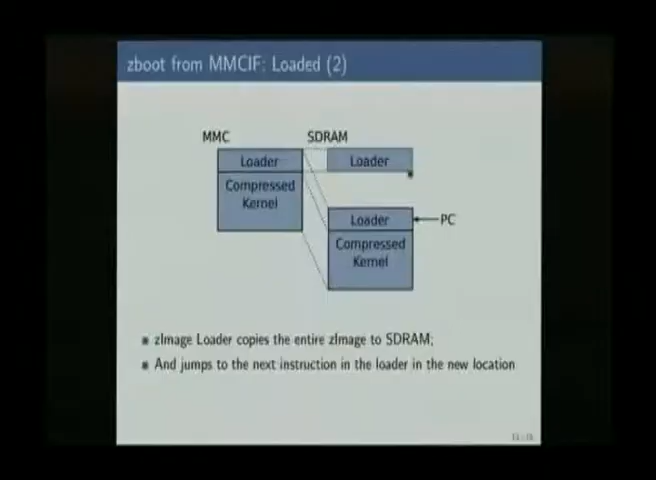 zboot from MMCIF: Loaded (2)
MMC SDRAM
Loader Loader
Compressed
Kernel
Loader PC
Compressed
Kernel
zImage Loader copies the entire zImage to SDRAM;
And jumps to the next instruction in the loader in the new location